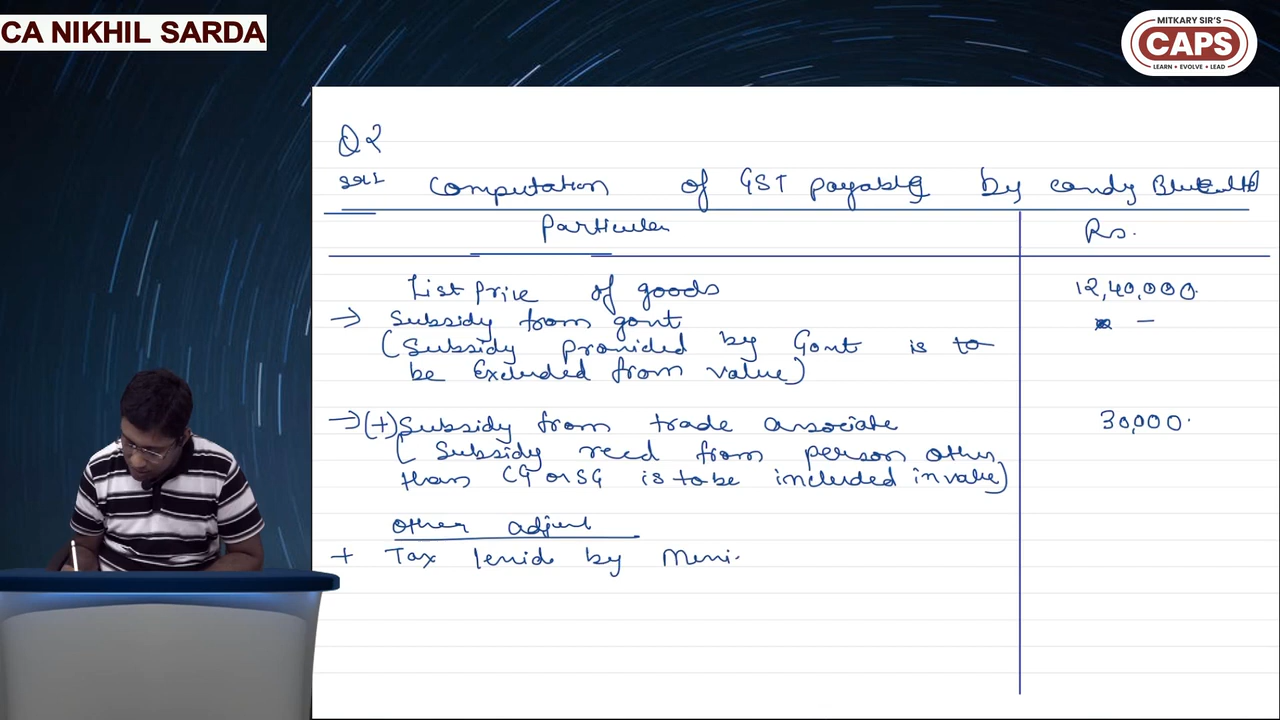 CA NIKHIL SARDA
MITKARY SIR'S
CAPS
LEARN • EVOLVE • LEAD
Q2
Computation of GST payable by candy
Particular Rs.
List price of goods 12,40,000.
→ Subsidy from govt –
(Subsidy provided by Govt is to
be Excluded from value)
→ (+) Subsidy from trade associate 30,000.
( Subsidy recd from person other
than CG or SG is to be included in value)
other adjust
+ Tax levied by Muni.